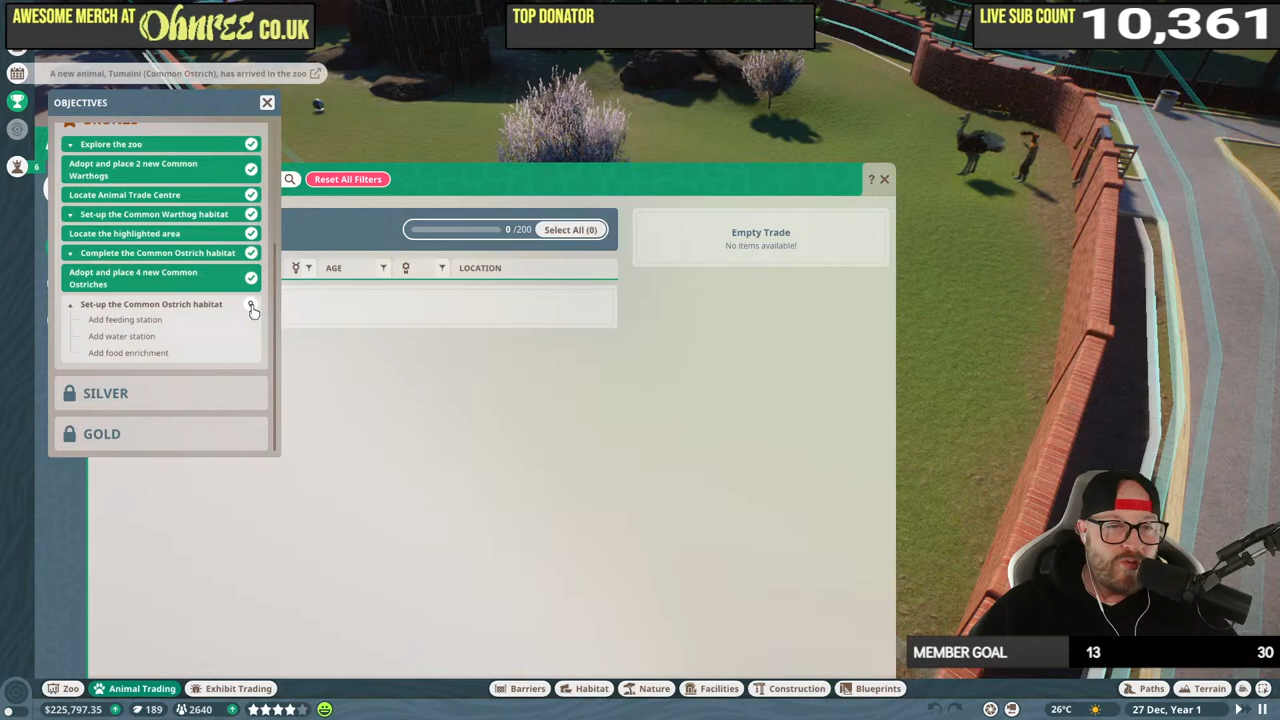 AWESOME MERCH AT Ohnree CO.UK
TOP DONATOR
LIVE SUB COUNT 10,361
A new animal, Tumaini (Common Ostrich), has arrived in the zoo
OBJECTIVES
Explore the zoo
Adopt and place 2 new Common
Warthogs
Locate Animal Trade Centre
Set-up the Common Warthog habitat
Locate the highlighted area
Complete the Common Ostrich habitat
Adopt and place 4 new Common
Ostriches
Set-up the Common Ostrich habitat
Add feeding station
Add water station
Add food enrichment
SILVER
GOLD
6
Reset All Filters
? 
0 /200 Select All (0)
AGE
LOCATION
Empty Trade
No items available!
MEMBER GOAL 13 30
Zoo Animal Trading Exhibit Trading Barriers Habitat Nature Facilities Construction Blueprints Paths Terrain
$225,797.35 189 2640 26°C 27 Dec, Year 1